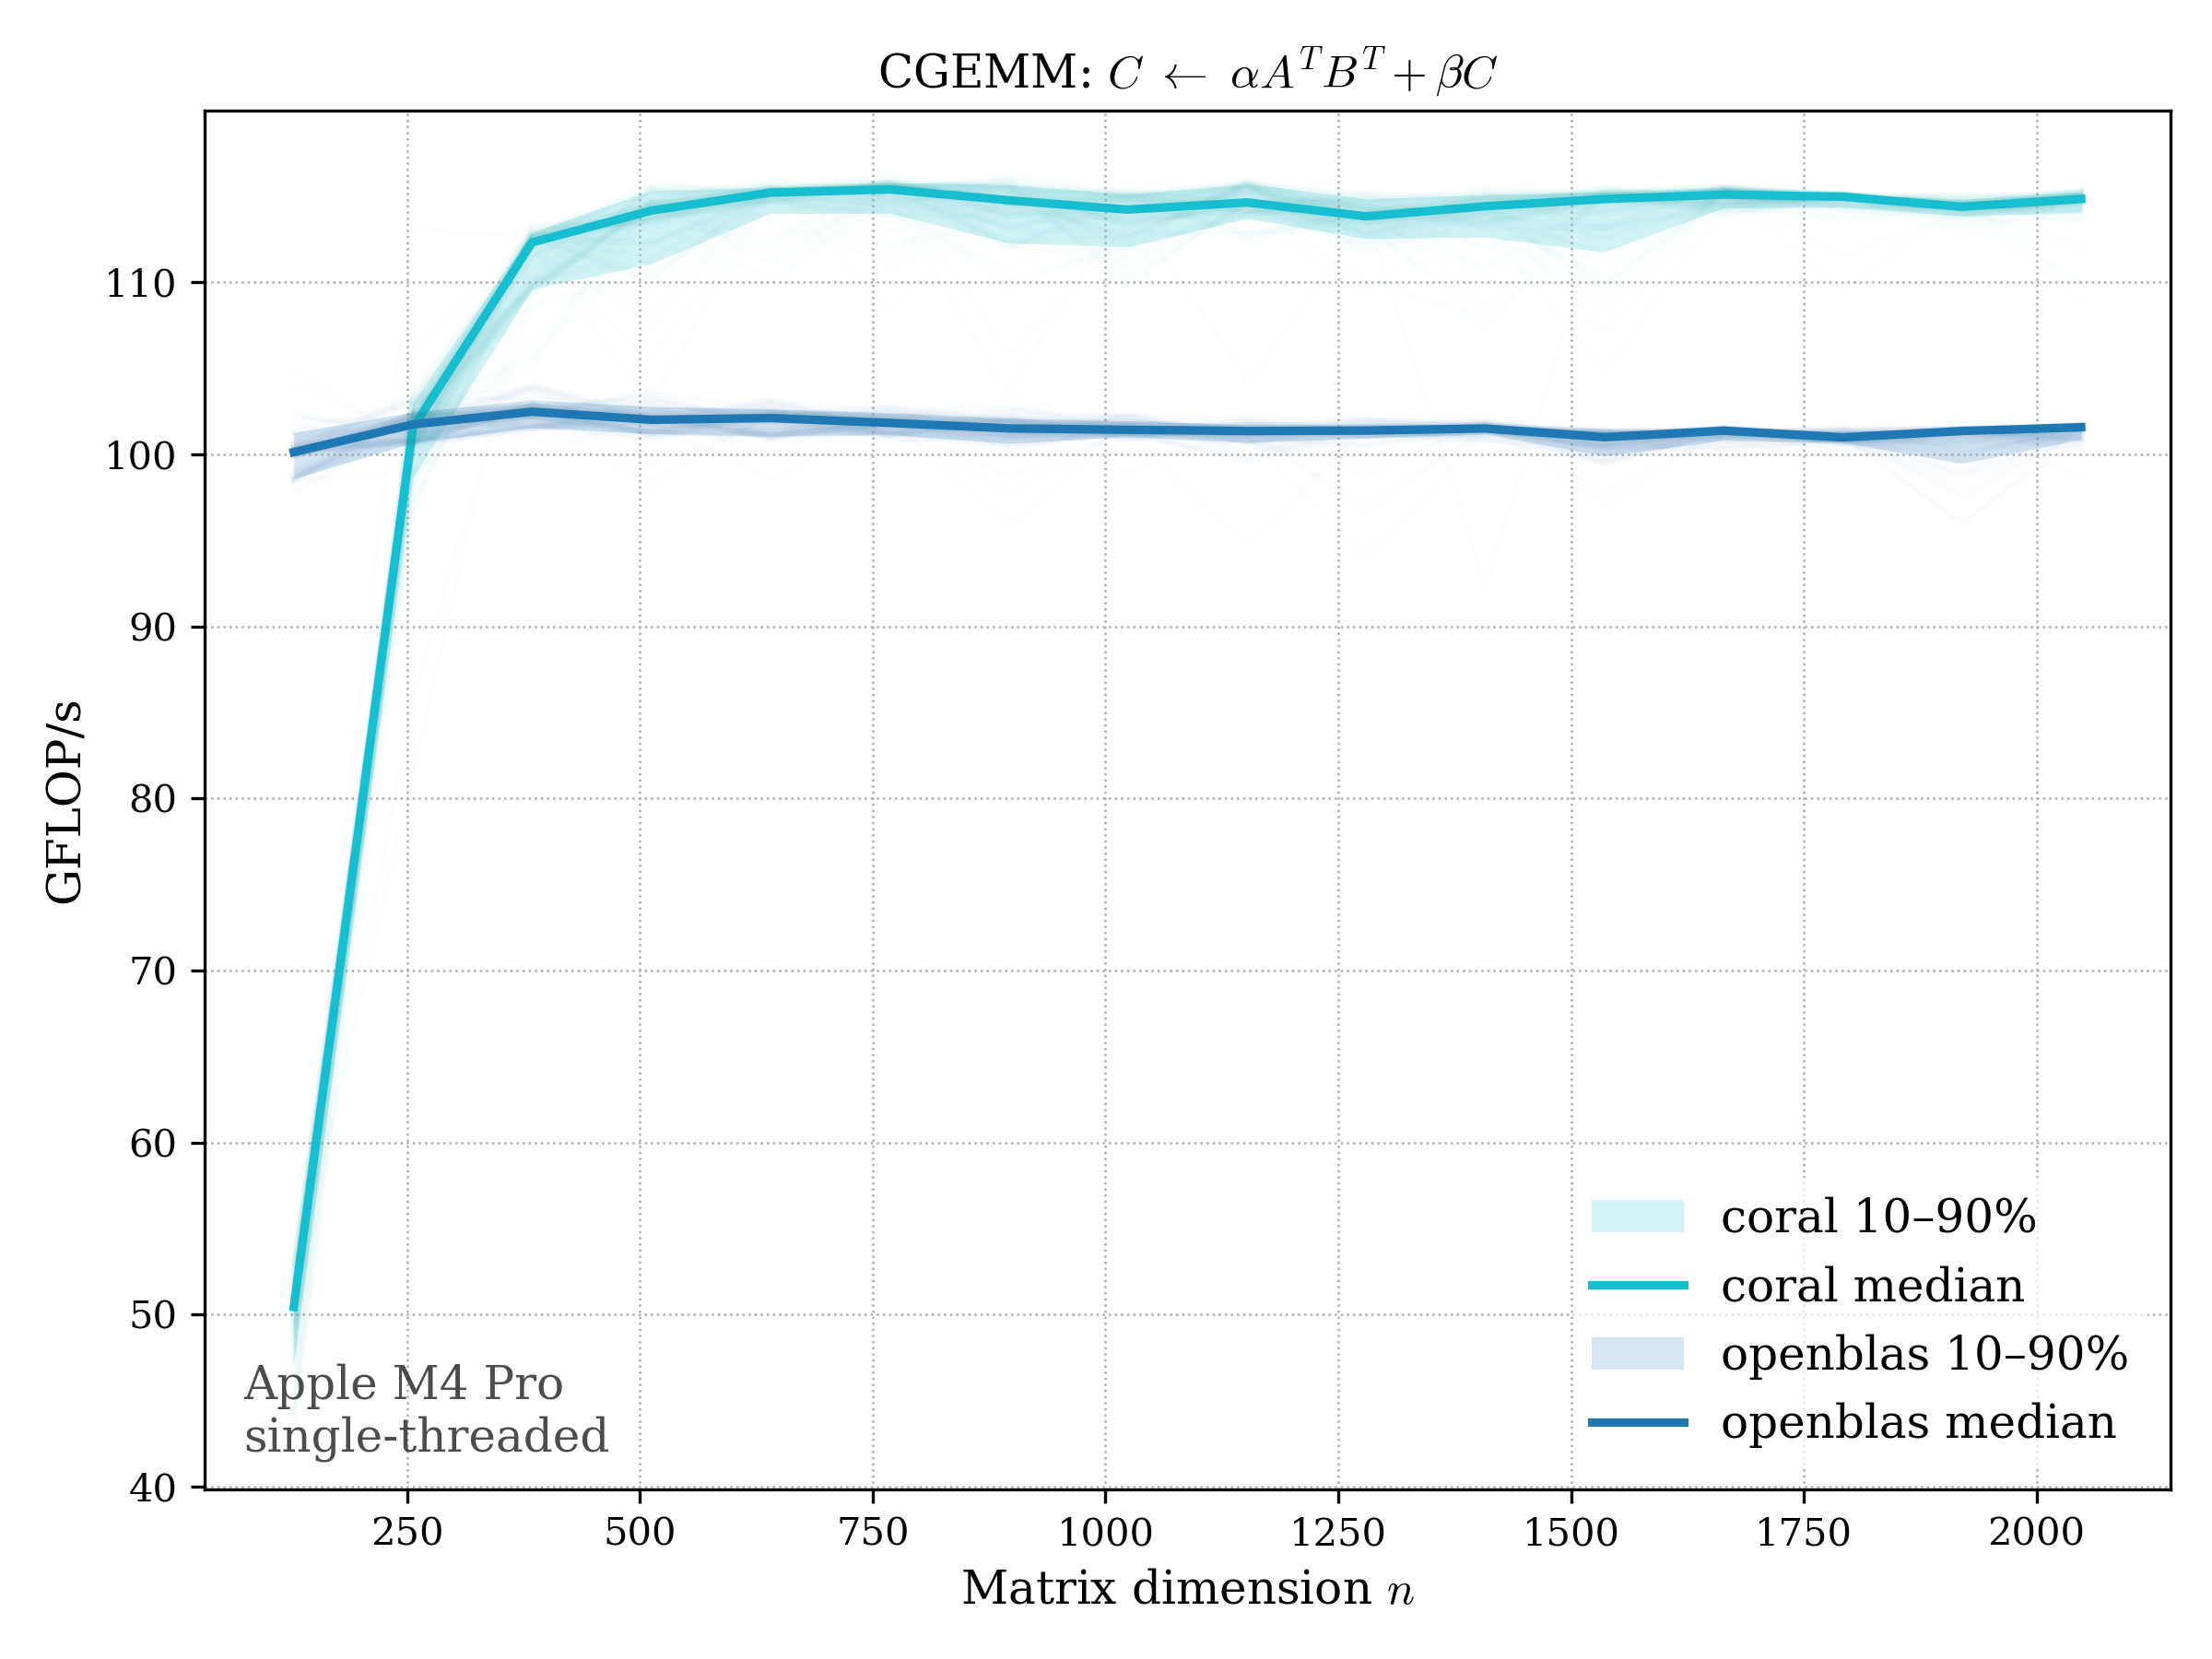 CGEMM: C ← αAᵀBᵀ + βC
GFLOP/s
110
100
90
80
70
60
50
40
250 500 750 1000 1250 1500 1750 2000
Matrix dimension n
Apple M4 Pro
single-threaded
coral 10–90%
coral median
openblas 10–90%
openblas median